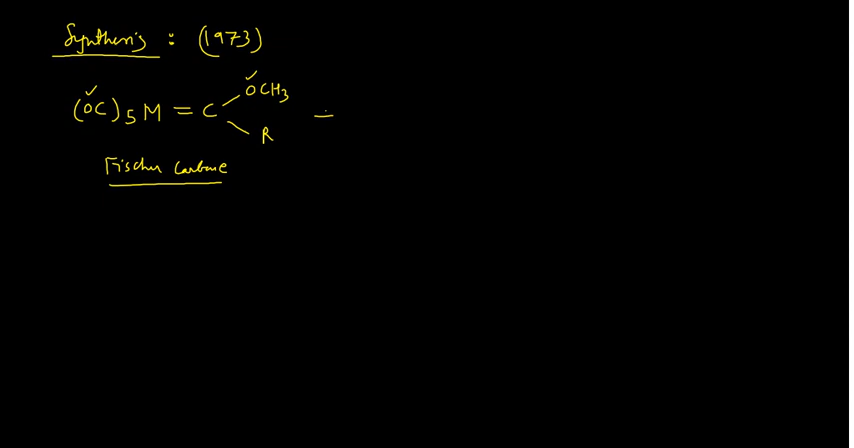 Synthesis : (1973)
(OC)5M = C
OCH3
R
Fischer Carbene